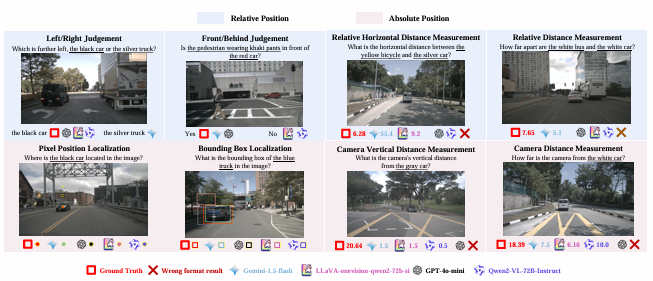 Relative Position Absolute Position
Left/Right Judgement
Which is further left, the black car or the silver truck?
the black car the silver truck
Front/Behind Judgement
Is the pedestrian wearing khaki pants in front of
the red car?
Yes No
Relative Horizontal Distance Measurement
What is the horizontal distance between the
yellow bicycle and the silver car?
6.28 55.4 9.2
Relative Distance Measurement
How far apart are the white bus and the white car?
7.65 5.1
Pixel Position Localization
Where is the black car located in the image?
Bounding Box Localization
What is the bounding box of the blue
truck in the image?
Camera Vertical Distance Measurement
What is the camera's vertical distance
from the gray car?
20.64 1.5 1.5 0.5
Camera Distance Measurement
How far is the camera from the white car?
18.39 7.5 6.16 10.0
Ground Truth Wrong format result Gemini-1.5-flash LLaVA-onevision-qwen2-72b-si GPT-4o-mini Qwen2-VL-72B-Instruct